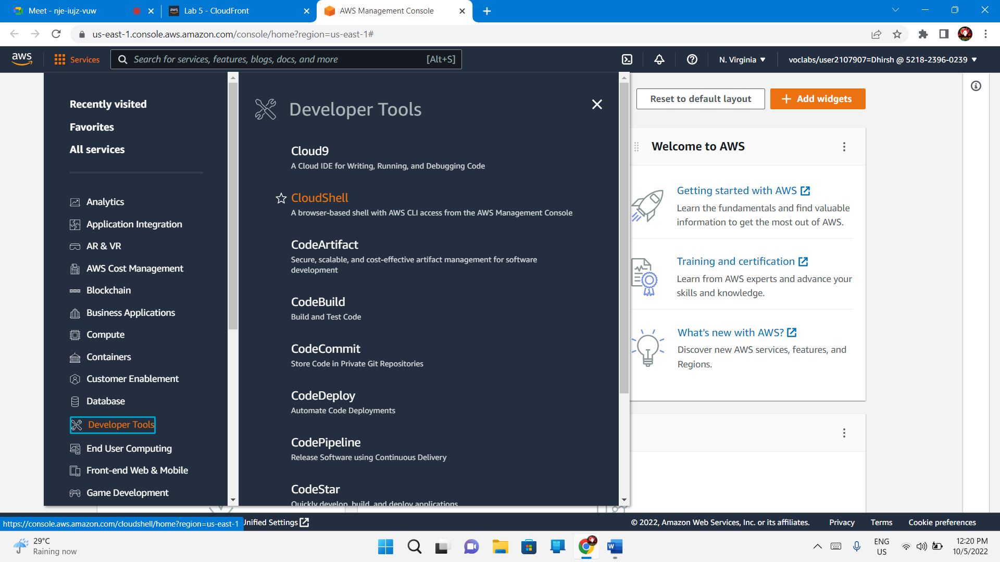 Meet - nje-iujz-vuw
Lab 5 - CloudFront
AWS Management Console
us-east-1.console.aws.amazon.com/console/home?region=us-east-1#
aws
Services
Search for services, features, blogs, docs, and more
[Alt+S]
N. Virginia
voclabs/user2107907=Dhirsh @ 5218-2396-0239
Recently visited
Favorites
All services
Analytics
Application Integration
AR & VR
AWS Cost Management
Blockchain
Business Applications
Compute
Containers
Customer Enablement
Database
Developer Tools
End User Computing
Front-end Web & Mobile
Game Development
Developer Tools
Cloud9
A Cloud IDE for Writing, Running, and Debugging Code
CloudShell
A browser-based shell with AWS CLI access from the AWS Management Console
CodeArtifact
Secure, scalable, and cost-effective artifact management for software
development
CodeBuild
Build and Test Code
CodeCommit
Store Code in Private Git Repositories
CodeDeploy
Automate Code Deployments
CodePipeline
Release Software using Continuous Delivery
CodeStar
Quickly develop, build, and deploy applications
Reset to default layout
Add widgets
Welcome to AWS
Getting started with AWS
Learn the fundamentals and find valuable
information to get the most out of AWS.
Training and certification
Learn from AWS experts and advance your
skills and knowledge.
What's new with AWS?
Discover new AWS services, features, and
Regions.
https://console.aws.amazon.com/cloudshell/home?region=us-east-1
Unified Settings
© 2022, Amazon Web Services, Inc. or its affiliates.
Privacy
Terms
Cookie preferences
29°C
Raining now
ENG
US
12:20 PM
10/5/2022